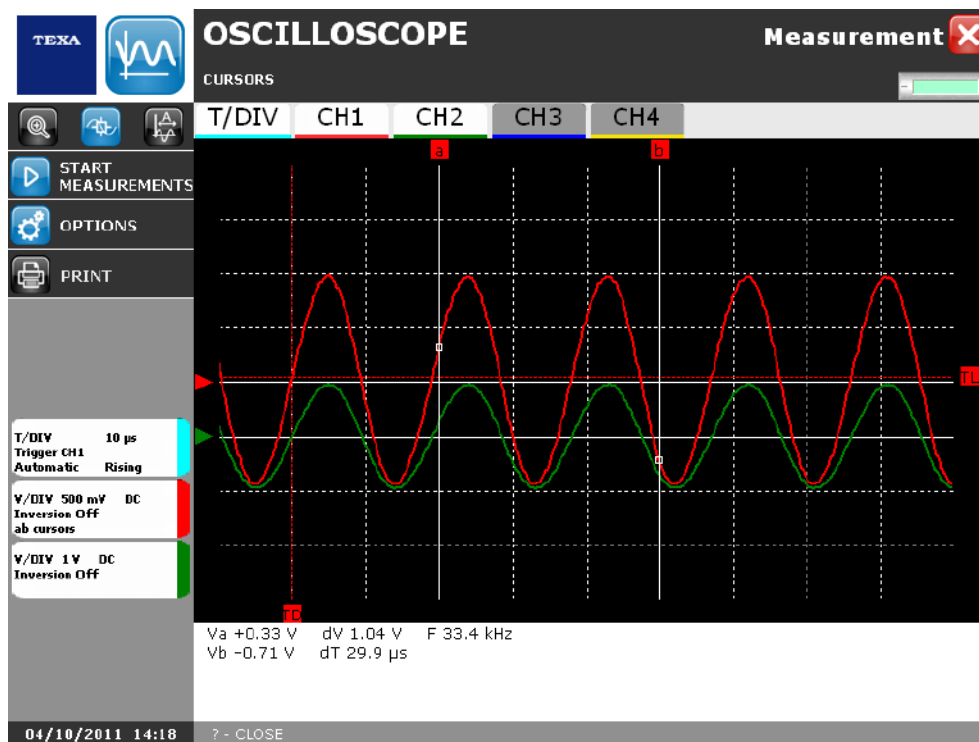 TEXA
OSCILLOSCOPE
Measurement
CURSORS
T/DIV CH1 CH2 CH3 CH4
a b
START
MEASUREMENTS
OPTIONS
PRINT
TL
T/DIV 10 µs
Trigger CH1
Automatic Rising
V/DIV 500 mV DC
Inversion Off
ab cursors
V/DIV 1 V DC
Inversion Off
TD
Va +0.33 V dV 1.04 V F 33.4 kHz
Vb -0.71 V dT 29.9 µs
04/10/2011 14:18 ? - CLOSE